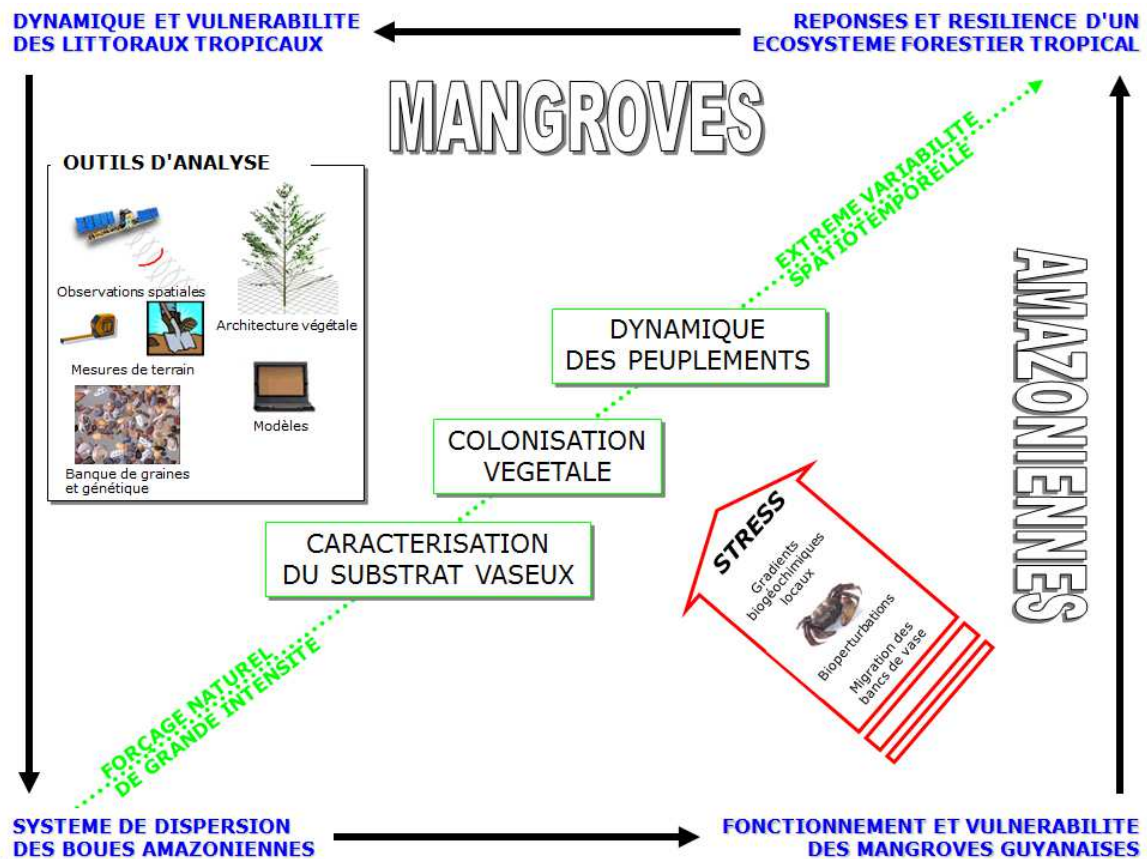 DYNAMIQUE ET VULNERABILITE
DES LITTORAUX TROPICAUX
REPONSES ET RESILIENCE D'UN
ECOSYSTEME FORESTIER TROPICAL
MANGROVES
AMAZONIENNES
OUTILS D'ANALYSE
Observations spatiales
Architecture végétale
Mesures de terrain
Modèles
Banque de graines
et génétique
EXTREME VARIABILITE
SPATIOTEMPORELLE
DYNAMIQUE
DES PEUPLEMENTS
COLONISATION
VEGETALE
CARACTERISATION
DU SUBSTRAT VASEUX
STRESS
Gradients
biogéochimiques
locaux
Bioperturbations
Migration des
bancs de vase
FORÇAGE NATUREL
DE GRANDE INTENSITE
SYSTEME DE DISPERSION
DES BOUES AMAZONIENNES
FONCTIONNEMENT ET VULNERABILITE
DES MANGROVES GUYANAISES